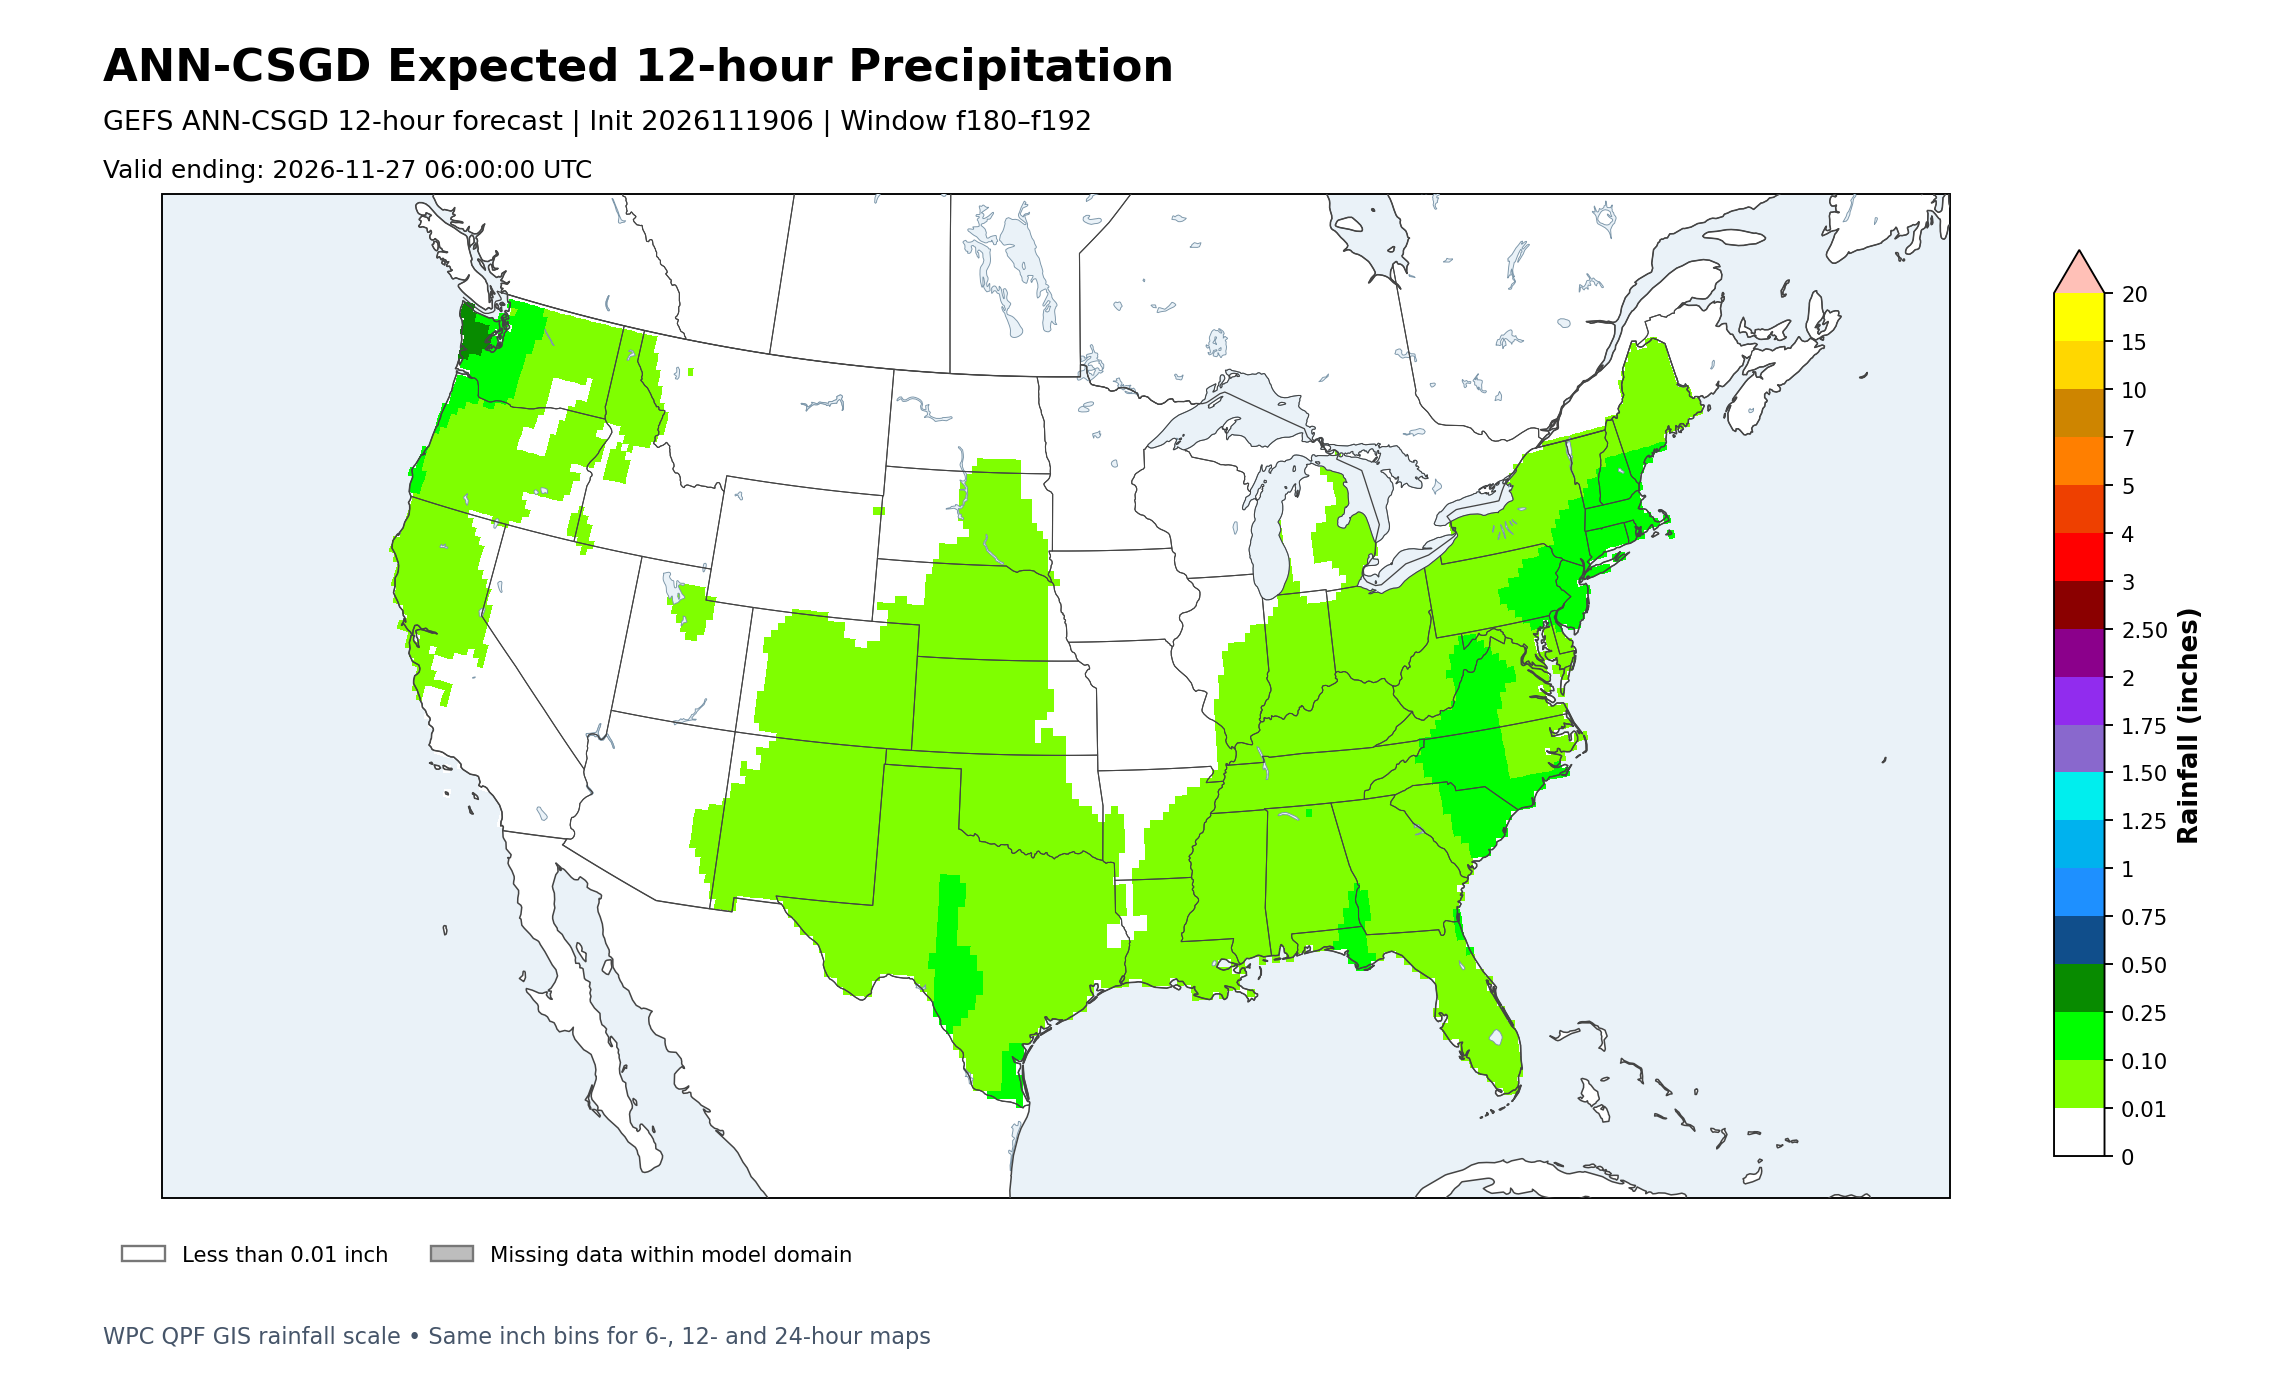 ANN-CSGD Expected 12-hour Precipitation
GEFS ANN-CSGD 12-hour forecast | Init 2026111906 | Window f180–f192
Valid ending: 2026-11-27 06:00:00 UTC
20
15
10
7
5
4
3
2.50
2
1.75
1.50
1.25
1
0.75
0.50
0.25
0.10
0.01
0
Rainfall (inches)
Less than 0.01 inch
Missing data within model domain
WPC QPF GIS rainfall scale • Same inch bins for 6-, 12- and 24-hour maps